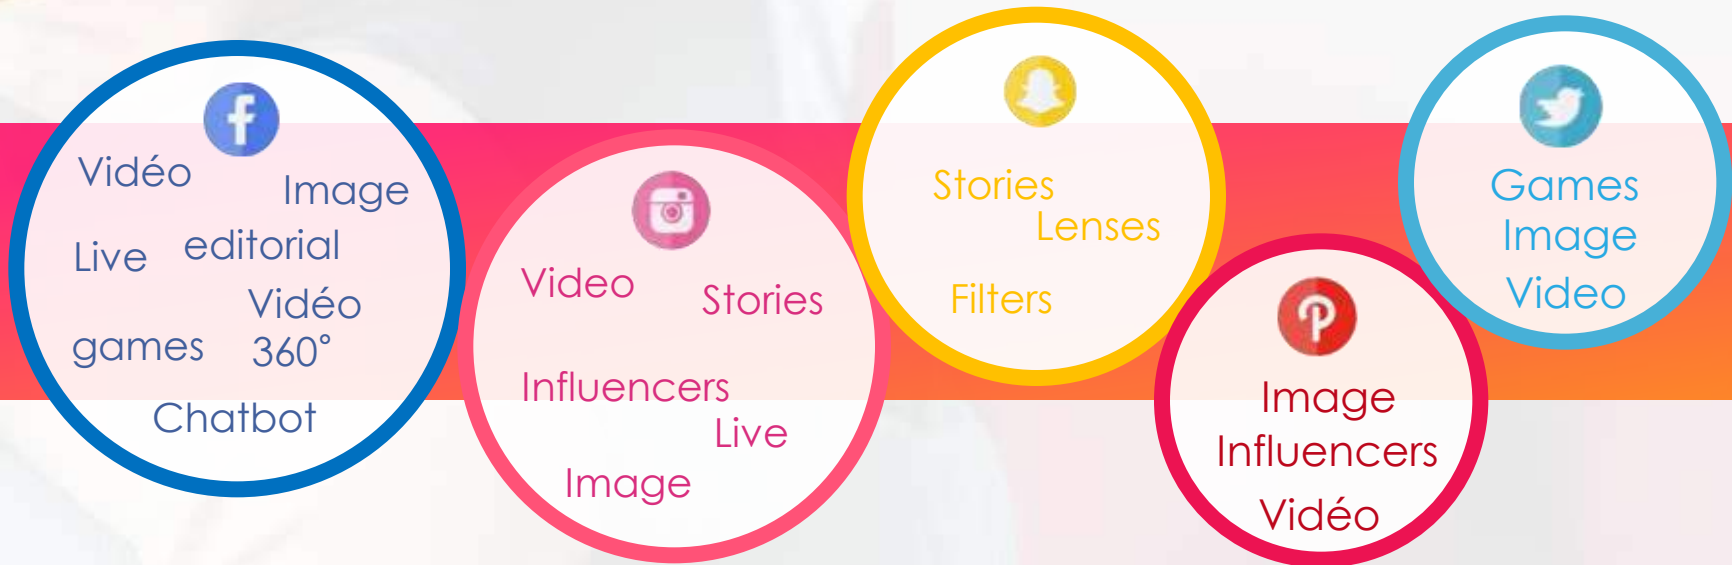 Vidéo
Image
Live
editorial
Vidéo
360°
games
Chatbot
Video
Stories
Influencers
Live
Image
Stories
Lenses
Filters
Image
Influencers
Vidéo
Games
Image
Video